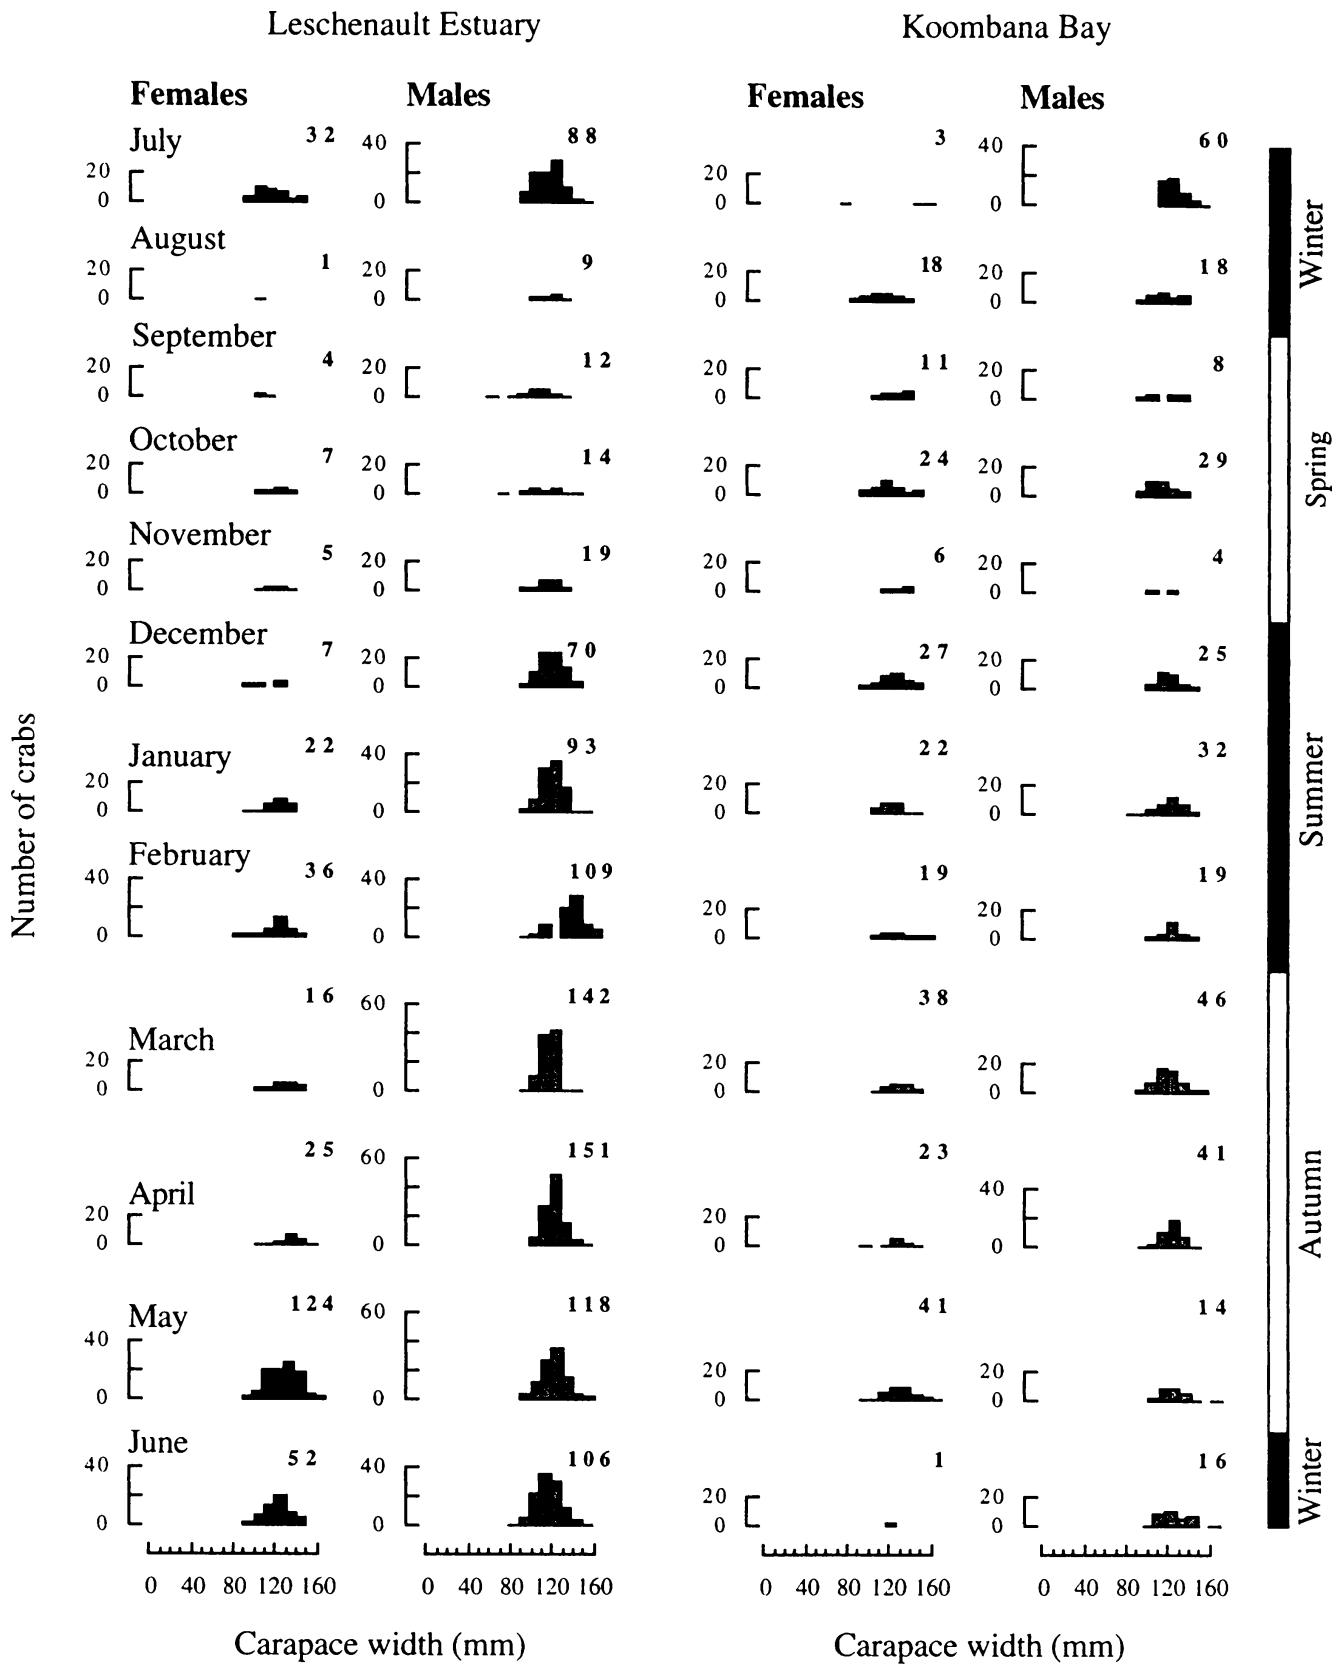 Leschenault Estuary Koombana Bay
Females Males Females Males
July 32 88 3 60
20 0 40 0 20 0 40 0
August 1 9 18 18
20 0 20 0 20 0 20 0
September 4 12 11 8
20 0 20 0 20 0 20 0
October 7 14 24 29
20 0 20 0 20 0 20 0
November 5 19 6 4
20 0 20 0 20 0 20 0
December 7 70 27 25
20 0 20 0 20 0 20 0
January 22 93 22 32
20 0 40 0 20 0 20 0
February 36 109 19 19
40 0 40 0 20 0 20 0
March 16 142 38 46
20 0 60 0 20 0 20 0
April 25 151 23 41
20 0 60 0 20 0 40 0
May 124 118 41 14
40 0 60 0 20 0 20 0
June 52 106 1 16
40 0 40 0 20 0 20 0
0 40 80 120 160 0 40 80 120 160 0 40 80 120 160 0 40 80 120 160
Carapace width (mm) Carapace width (mm)
Number of crabs
Winter
Spring
Summer
Autumn
Winter